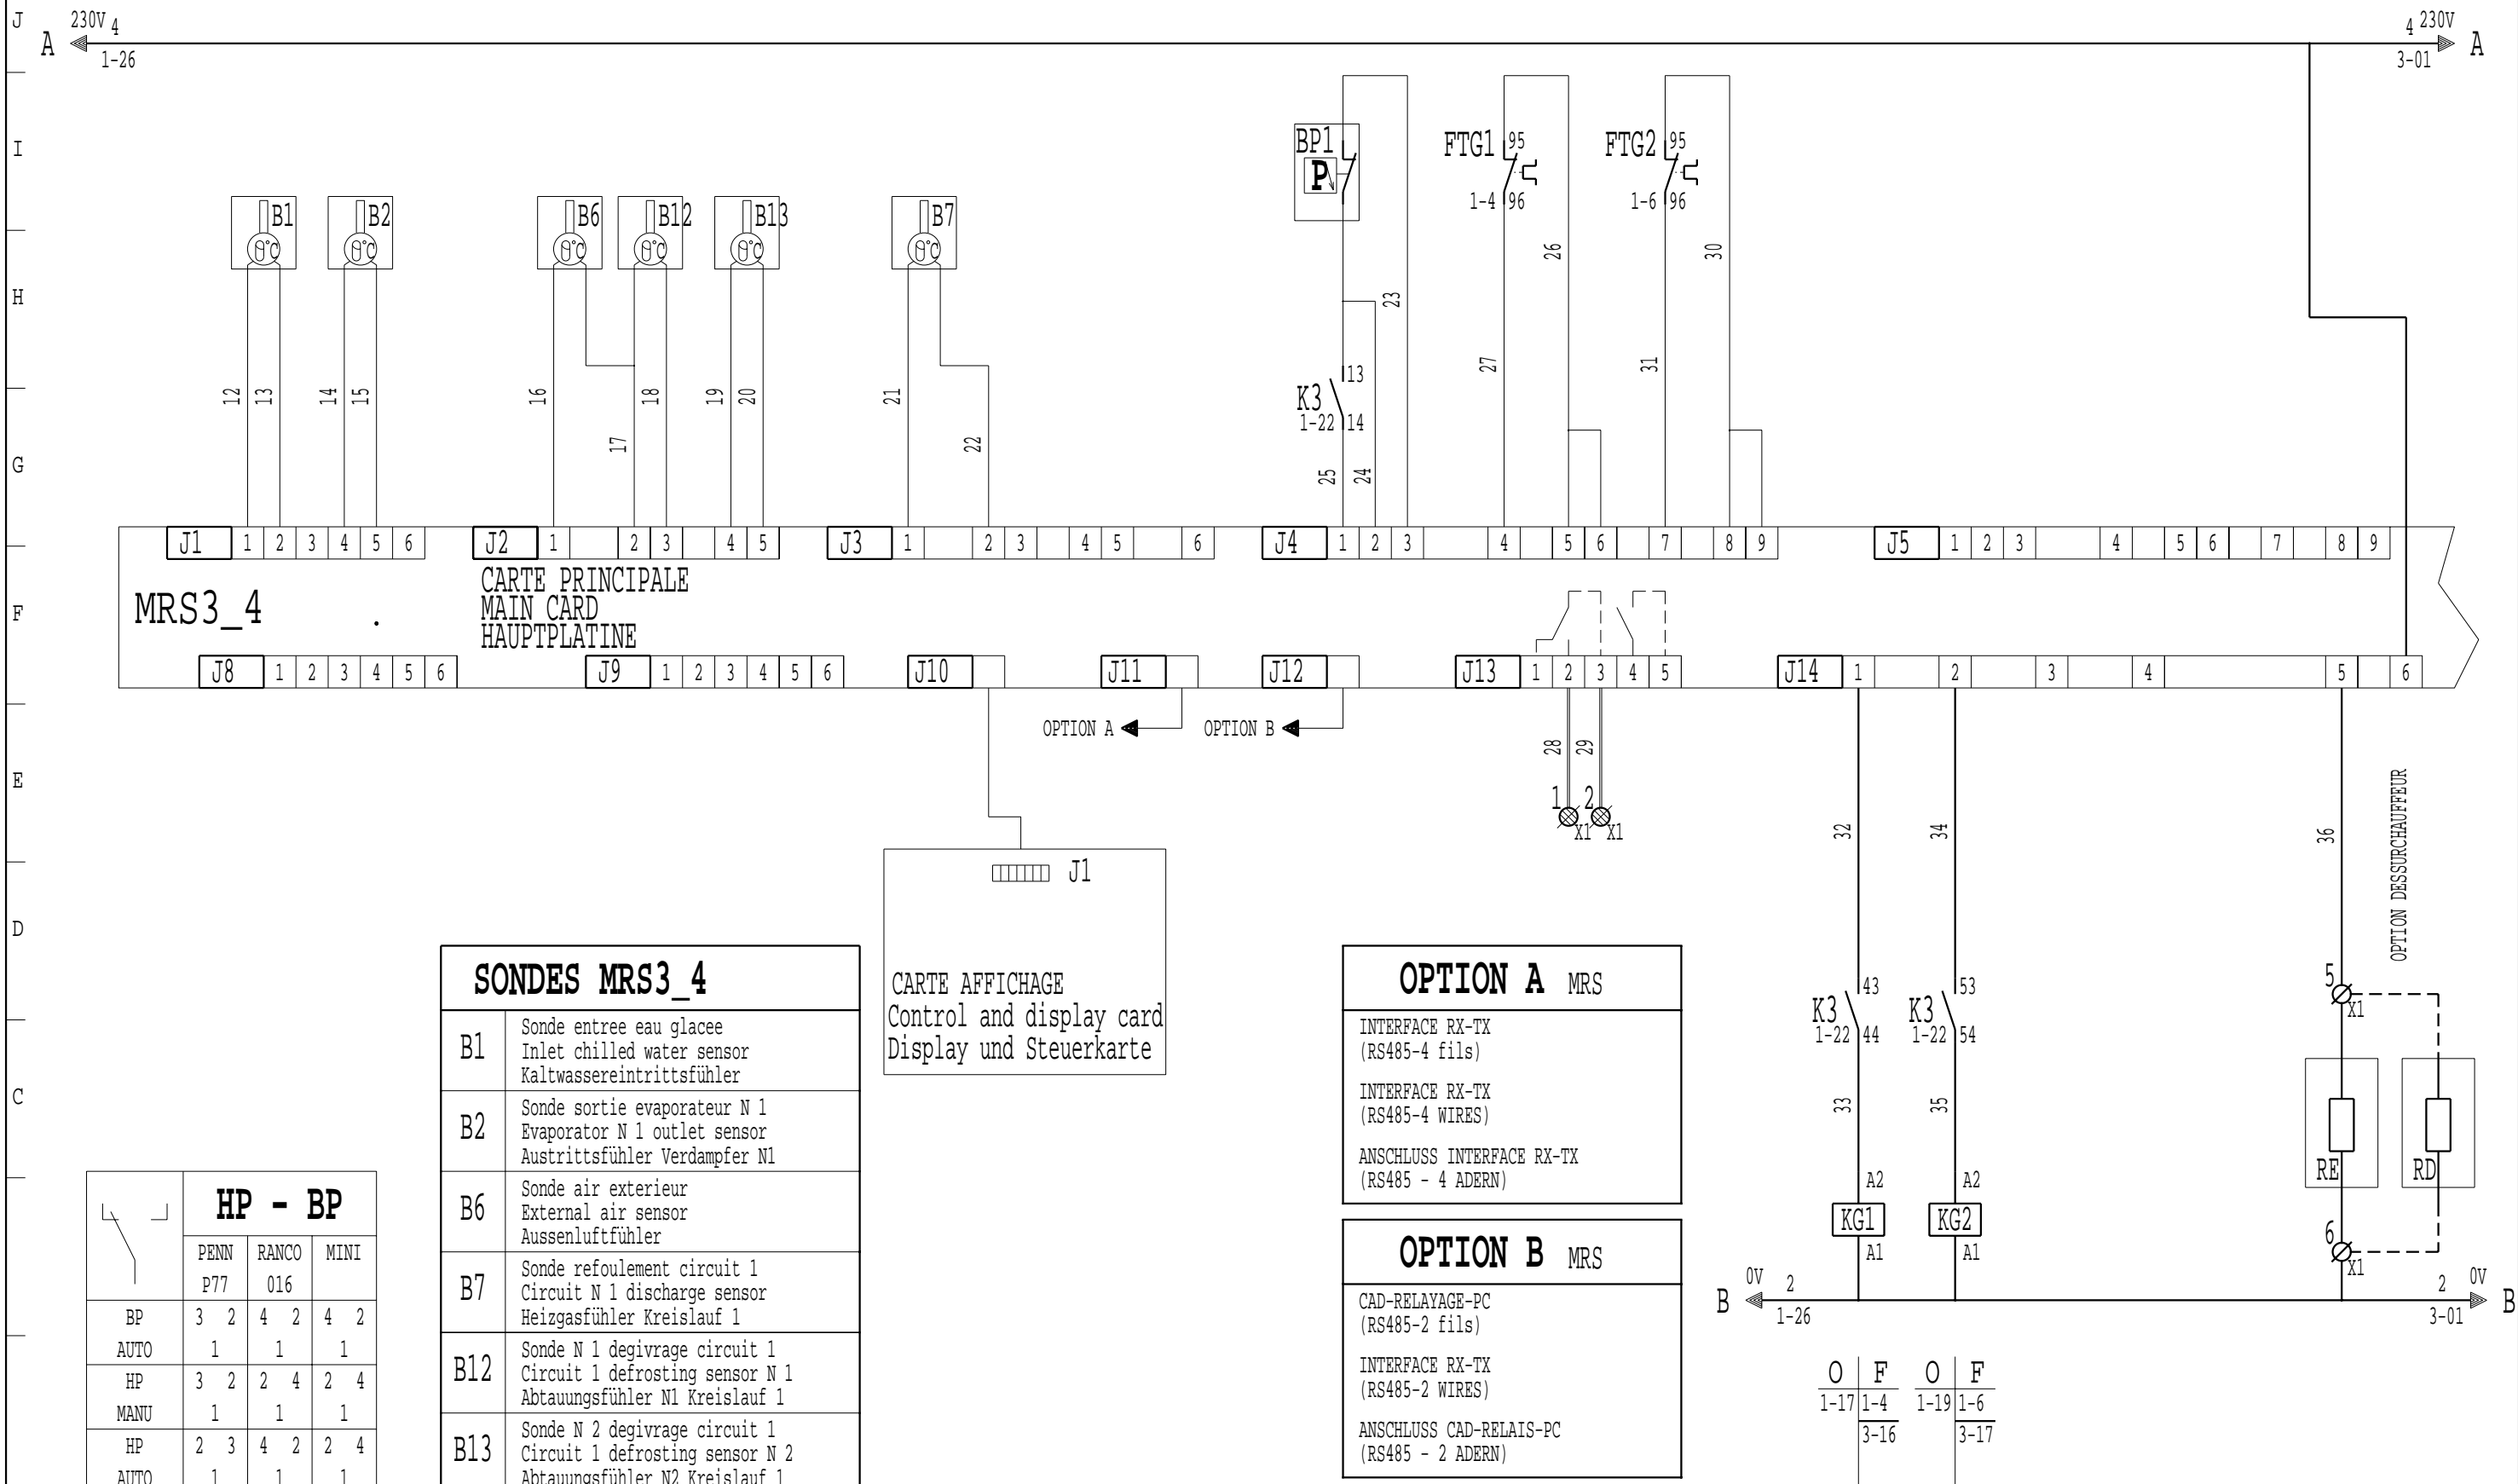 J
230V 4
A
1-26
4 230V
A
3-01
I
H
G
F
E
D
C
B1
θ°C
B2
θ°C
B6
θ°C
B12
θ°C
B13
θ°C
B7
θ°C
BP1
P
FTG1 95
1-4 96
FTG2 95
1-6 96
12
13
14
15
16
17
18
19
20
21
22
K3 13
1-22 14
25
24
23
27
26
31
30
J1 1 2 3 4 5 6
J2 1 2 3 4 5
J3 1 2 3 4 5 6
J4 1 2 3 4 5 6 7 8 9
J5 1 2 3 4 5 6 7 8 9
MRS3_4 .
CARTE PRINCIPALE
MAIN CARD
HAUPTPLATINE
J8 1 2 3 4 5 6
J9 1 2 3 4 5 6
J10
J11
J12
J13 1 2 3 4 5
J14 1 2 3 4 5 6
OPTION A
OPTION B
28
29
1 2
X1 X1
32
34
36
OPTION DESSURCHAUFFEUR
J1
CARTE AFFICHAGE
Control and display card
Display und Steuerkarte
K3 43
1-22 44
K3 53
1-22 54
33
35
A2
KG1
A1
A2
KG2
A1
5
X1
RE
RD
6
X1
B
0V 2
1-26
2 0V
B
3-01
O F
1-17 1-4
3-16
O F
1-19 1-6
3-17
SONDES MRS3_4
B1
Sonde entree eau glacee
Inlet chilled water sensor
Kaltwassereintrittsfühler
B2
Sonde sortie evaporateur N 1
Evaporator N 1 outlet sensor
Austrittsfühler Verdampfer N1
B6
Sonde air exterieur
External air sensor
Aussenluftfühler
B7
Sonde refoulement circuit 1
Circuit N 1 discharge sensor
Heizgasfühler Kreislauf 1
B12
Sonde N 1 degivrage circuit 1
Circuit 1 defrosting sensor N 1
Abtauungsfühler N1 Kreislauf 1
B13
Sonde N 2 degivrage circuit 1
Circuit 1 defrosting sensor N 2
Abtauungsfühler N2 Kreislauf 1
HP - BP
PENN RANCO MINI
P77 016
BP 3 2 4 2 4 2
AUTO 1 1 1
HP 3 2 2 4 2 4
MANU 1 1 1
HP 2 3 4 2 2 4
AUTO 1 1 1
OPTION A MRS
INTERFACE RX-TX
(RS485-4 fils)
INTERFACE RX-TX
(RS485-4 WIRES)
ANSCHLUSS INTERFACE RX-TX
(RS485 - 4 ADERN)
OPTION B MRS
CAD-RELAYAGE-PC
(RS485-2 fils)
INTERFACE RX-TX
(RS485-2 WIRES)
ANSCHLUSS CAD-RELAIS-PC
(RS485 - 2 ADERN)